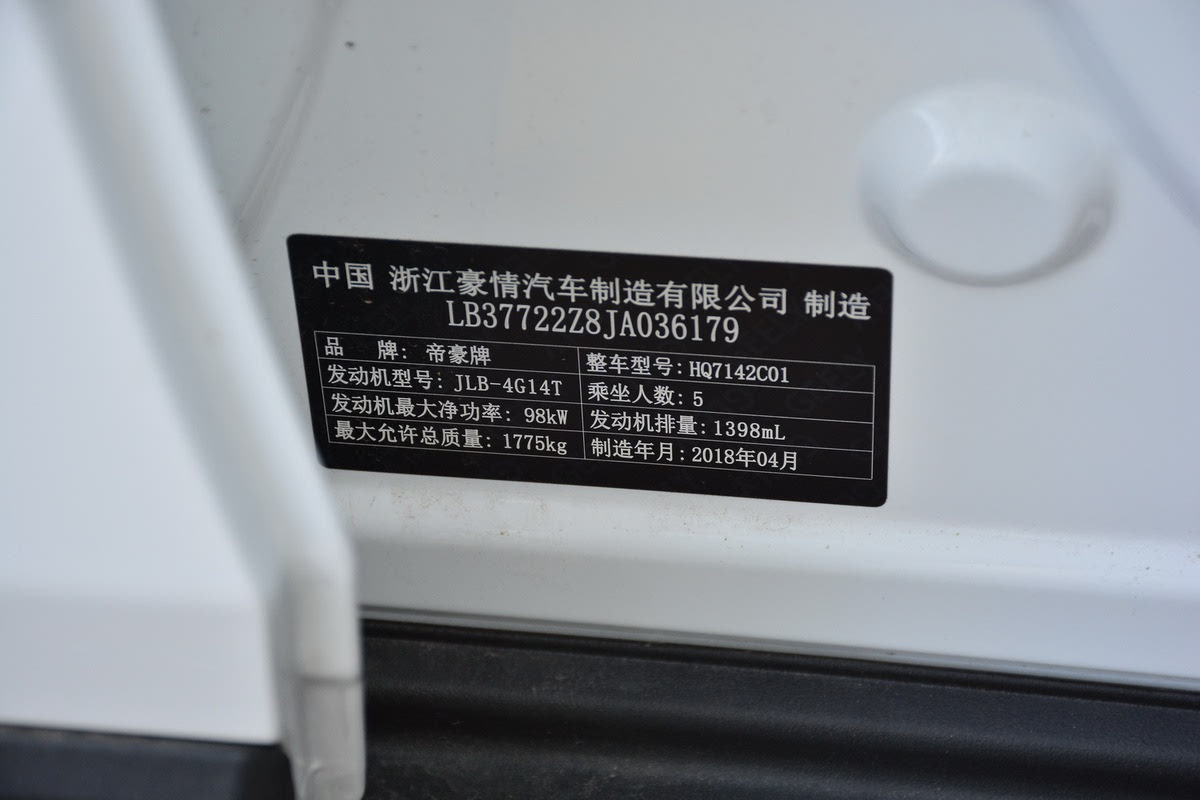 中国 浙江豪情汽车制造有限公司 制造
LB37722Z8JA036179
品 牌: 帝豪牌 整车型号: HQ7142C01
发动机型号: JLB-4G14T 乘坐人数: 5
发动机最大净功率: 98kW 发动机排量: 1398mL
最大允许总质量: 1775kg 制造年月: 2018年04月